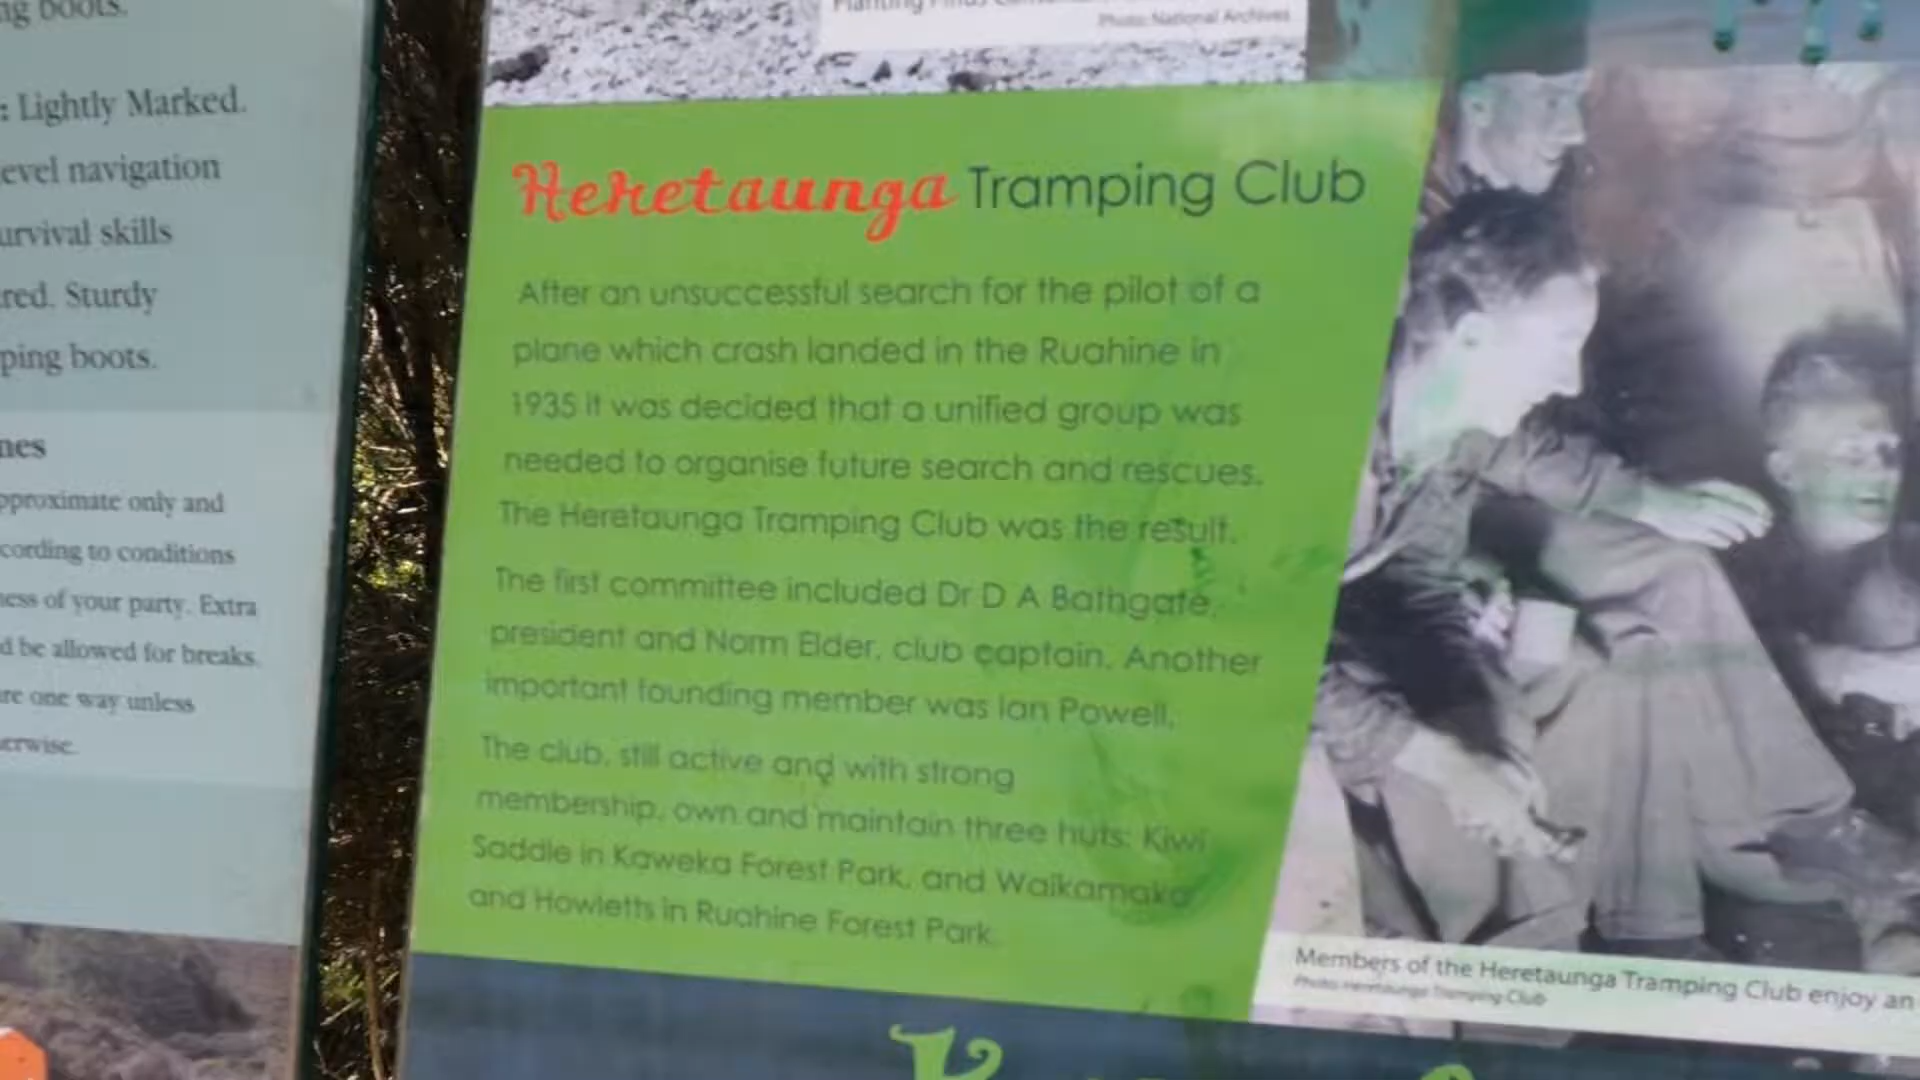 ng boots.
: Lightly Marked.
evel navigation
urvival skills
red. Sturdy
ping boots.
nes
pproximate only and
cording to conditions
ness of your party. Extra
d be allowed for breaks.
re one way unless
erwise.
Photo: National Archives
Heretaunga Tramping Club
After an unsuccessful search for the pilot of a
plane which crash landed in the Ruahine in
1935 it was decided that a unified group was
needed to organise future search and rescues.
The Heretaunga Tramping Club was the result.
The first committee included Dr D A Bathgate,
president and Norm Elder, club captain. Another
important founding member was Ian Powell.
The club, still active and with strong
membership, own and maintain three huts: Kiwi
Saddle in Kaweka Forest Park, and Waikamaka
and Howletts in Ruahine Forest Park.
Members of the Heretaunga Tramping Club enjoy an
Photo: Heretaunga Tramping Club